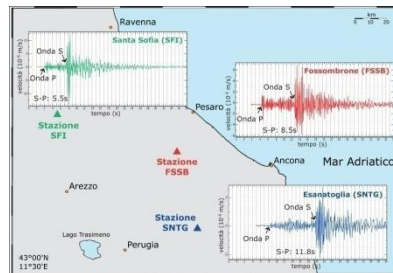 Ravenna
km
0 10 20
Santa Sofia (SFI)
Onda S
Onda P
S-P: 5.5s
tempo (s)
Fossombrone (FSSB)
Onda S
Onda P
S-P: 8.5s
tempo (s)
Pesaro
Stazione
SFI
Stazione
FSSB
Ancona
Mar Adriatico
Arezzo
Esanatoglia (SNTG)
Onda S
Onda P
S-P: 11.8s
tempo (s)
Stazione
SNTG
Lago Trasimeno
Perugia
43°00'N
11°30'E